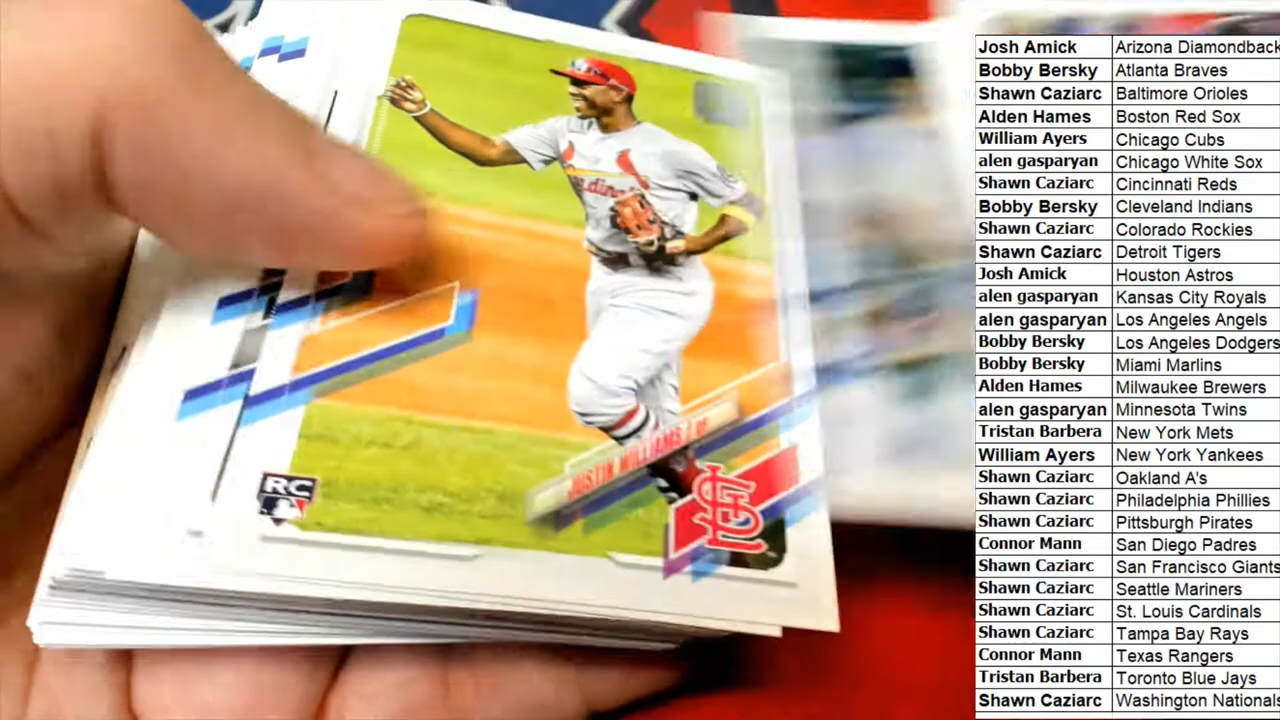 Cardinals
JUSTIN WILLIAMS | OF
RC
STL
Josh Amick Arizona Diamondback
Bobby Bersky Atlanta Braves
Shawn Caziarc Baltimore Orioles
Alden Hames Boston Red Sox
William Ayers Chicago Cubs
alen gasparyan Chicago White Sox
Shawn Caziarc Cincinnati Reds
Bobby Bersky Cleveland Indians
Shawn Caziarc Colorado Rockies
Shawn Caziarc Detroit Tigers
Josh Amick Houston Astros
alen gasparyan Kansas City Royals
alen gasparyan Los Angeles Angels
Bobby Bersky Los Angeles Dodgers
Bobby Bersky Miami Marlins
Alden Hames Milwaukee Brewers
alen gasparyan Minnesota Twins
Tristan Barbera New York Mets
William Ayers New York Yankees
Shawn Caziarc Oakland A's
Shawn Caziarc Philadelphia Phillies
Shawn Caziarc Pittsburgh Pirates
Connor Mann San Diego Padres
Shawn Caziarc San Francisco Giants
Shawn Caziarc Seattle Mariners
Shawn Caziarc St. Louis Cardinals
Shawn Caziarc Tampa Bay Rays
Connor Mann Texas Rangers
Tristan Barbera Toronto Blue Jays
Shawn Caziarc Washington Nationals